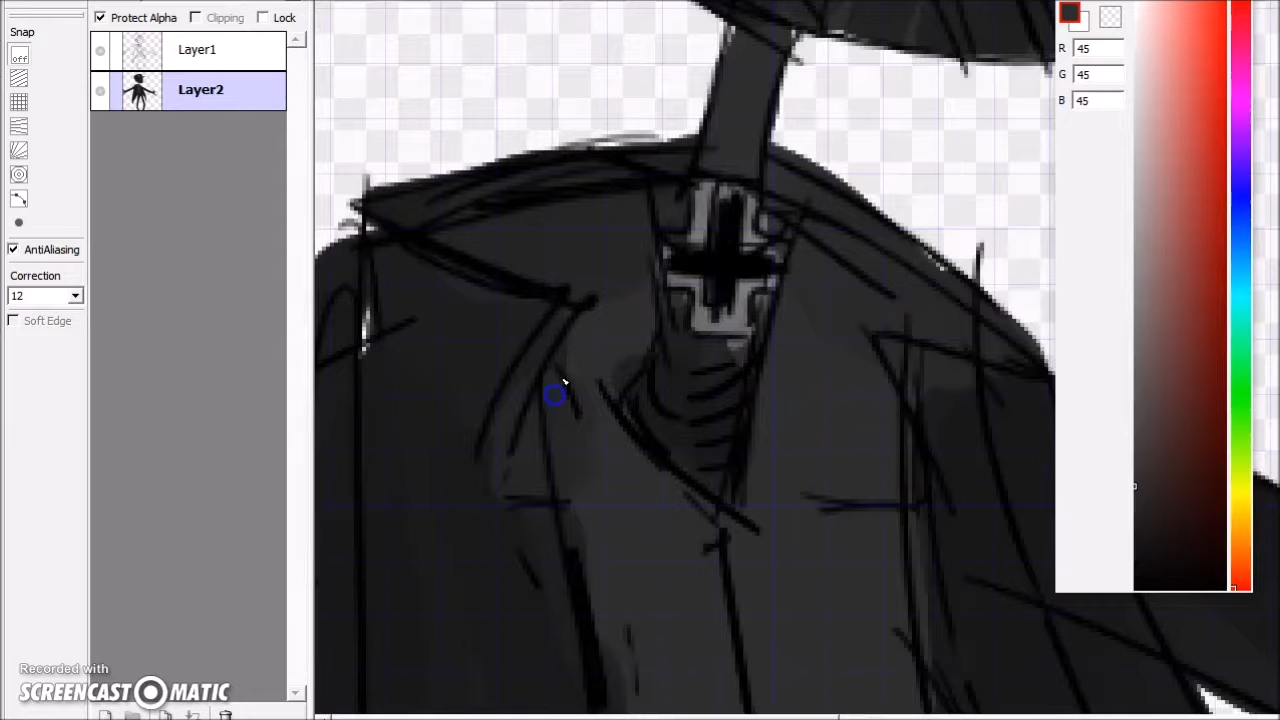 Protect Alpha Clipping Lock
Snap
off
Layer1
Layer2
AntiAliasing
Correction
12
Soft Edge
R 45
G 45
B 45
Recorded with
SCREENCAST MATIC